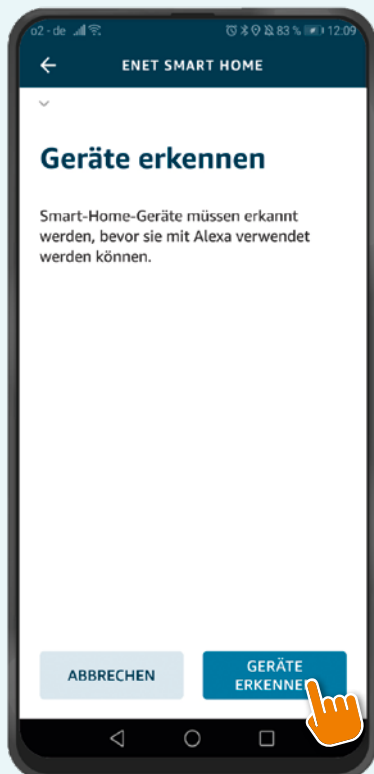 o2 - de 83 % 12:09
ENET SMART HOME
Geräte erkennen
Smart-Home-Geräte müssen erkannt
werden, bevor sie mit Alexa verwendet
werden können.
ABBRECHEN
GERÄTE
ERKENNE